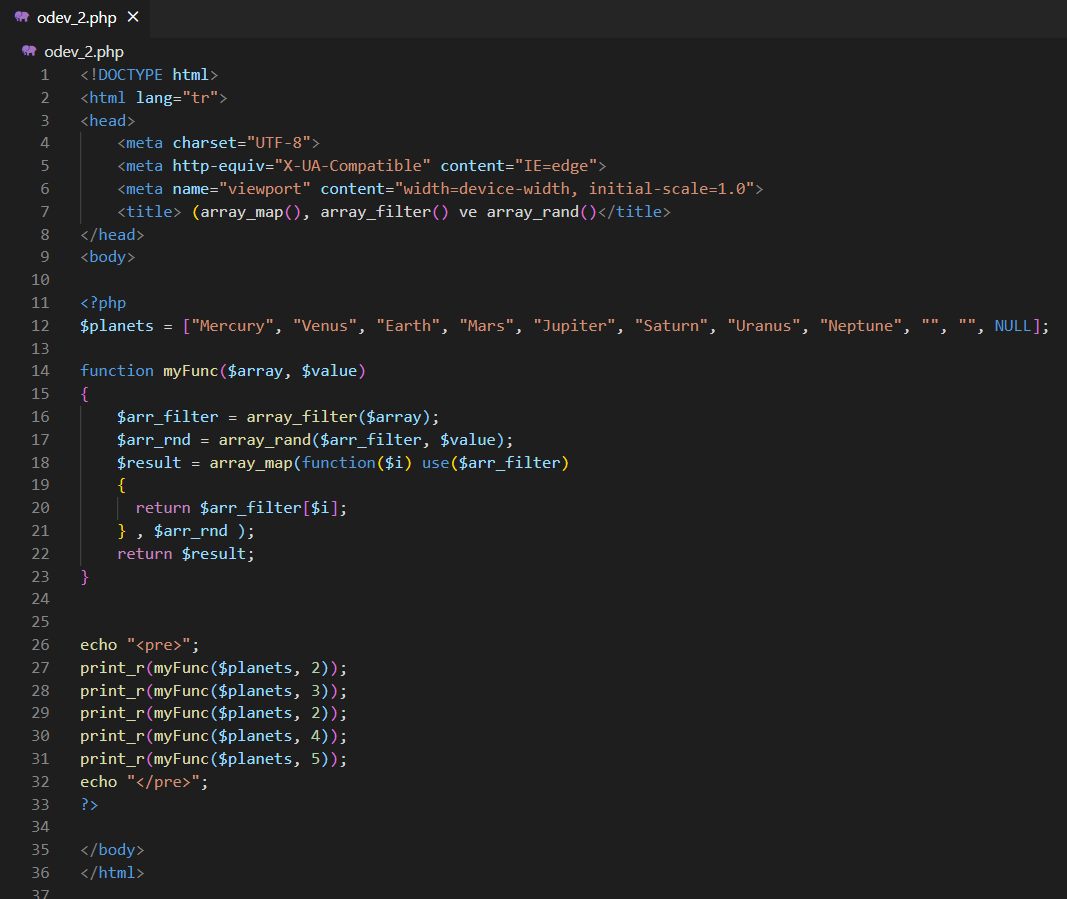 odev_2.php ×
odev_2.php
1 <!DOCTYPE html>
2 <html lang="tr">
3 <head>
4     <meta charset="UTF-8">
5     <meta http-equiv="X-UA-Compatible" content="IE=edge">
6     <meta name="viewport" content="width=device-width, initial-scale=1.0">
7     <title> (array_map(), array_filter() ve array_rand()</title>
8 </head>
9 <body>
10
11 <?php
12 $planets = ["Mercury", "Venus", "Earth", "Mars", "Jupiter", "Saturn", "Uranus", "Neptune", "", "", NULL];
13
14 function myFunc($array, $value)
15 {
16     $arr_filter = array_filter($array);
17     $arr_rnd = array_rand($arr_filter, $value);
18     $result = array_map(function($i) use($arr_filter)
19     {
20       return $arr_filter[$i];
21     } , $arr_rnd );
22     return $result;
23 }
24
25
26 echo "<pre>";
27 print_r(myFunc($planets, 2));
28 print_r(myFunc($planets, 3));
29 print_r(myFunc($planets, 2));
30 print_r(myFunc($planets, 4));
31 print_r(myFunc($planets, 5));
32 echo "</pre>";
33 ?>
34
35 </body>
36 </html>
37